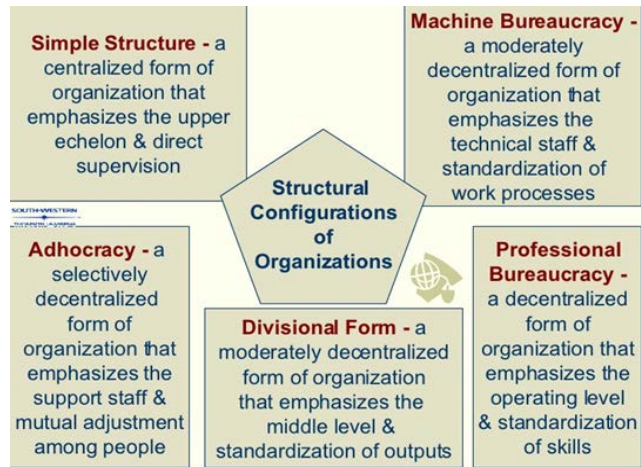 Simple Structure - a
centralized form of
organization that
emphasizes the upper
echelon & direct
supervision
Machine Bureaucracy -
a moderately
decentralized form of
organization that
emphasizes the
technical staff &
standardization of
work processes
Structural
Configurations
of
Organizations
SOUTH-WESTERN
Adhocracy - a
selectively
decentralized
form of
organization that
emphasizes the
support staff &
mutual adjustment
among people
Divisional Form - a
moderately decentralized
form of organization
that emphasizes the
middle level &
standardization of outputs
Professional
Bureaucracy -
a decentralized
form of
organization that
emphasizes the
operating level
& standardization
of skills